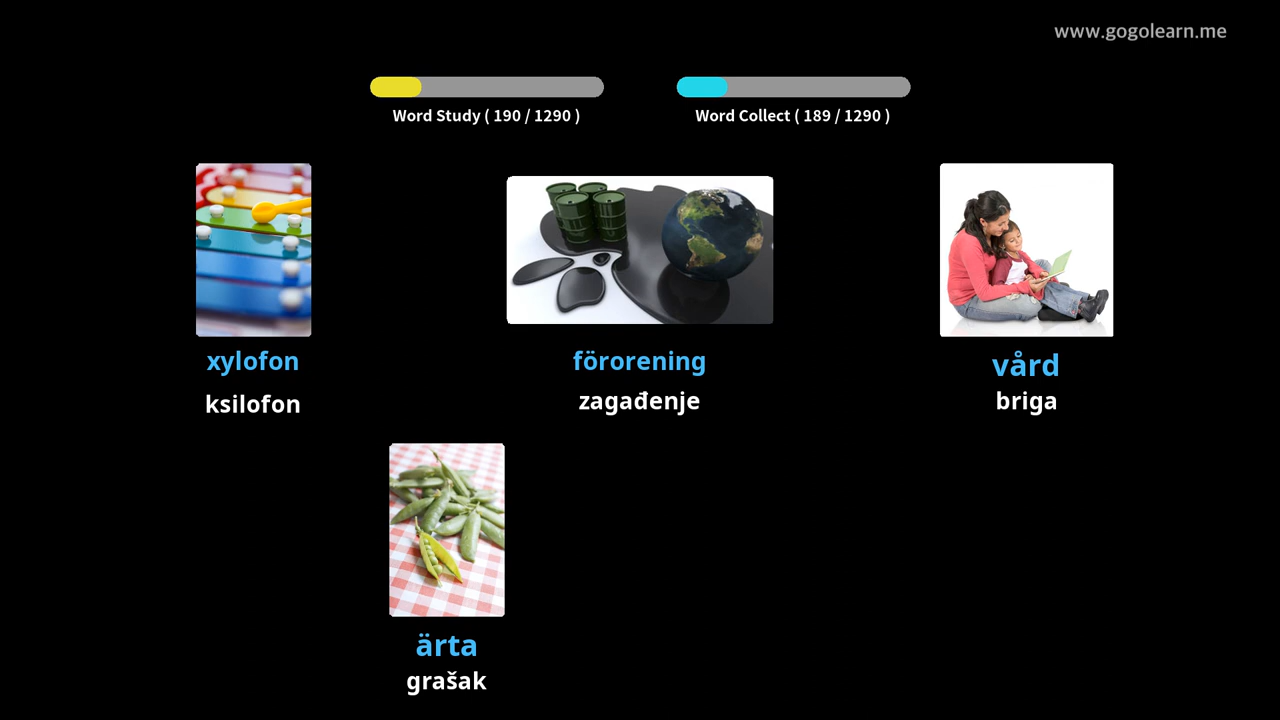 www.gogolearn.me
Word Study ( 190 / 1290 )
Word Collect ( 189 / 1290 )
xylofon
ksilofon
förorening
zagađenje
vård
briga
ärta
grašak